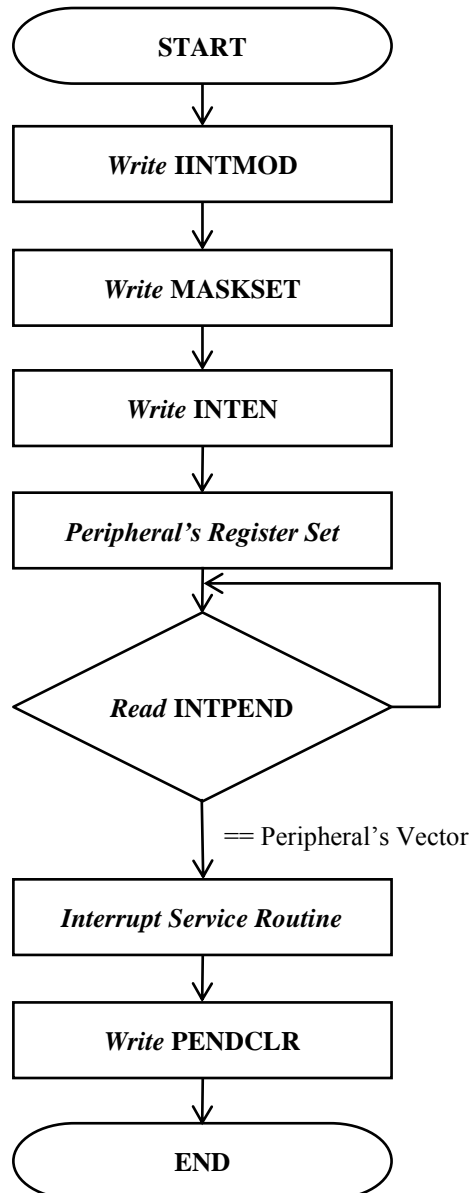 START
Write IINTMOD
Write MASKSET
Write INTEN
Peripheral’s Register Set
Read INTPEND
== Peripheral’s Vector
Interrupt Service Routine
Write PENDCLR
END